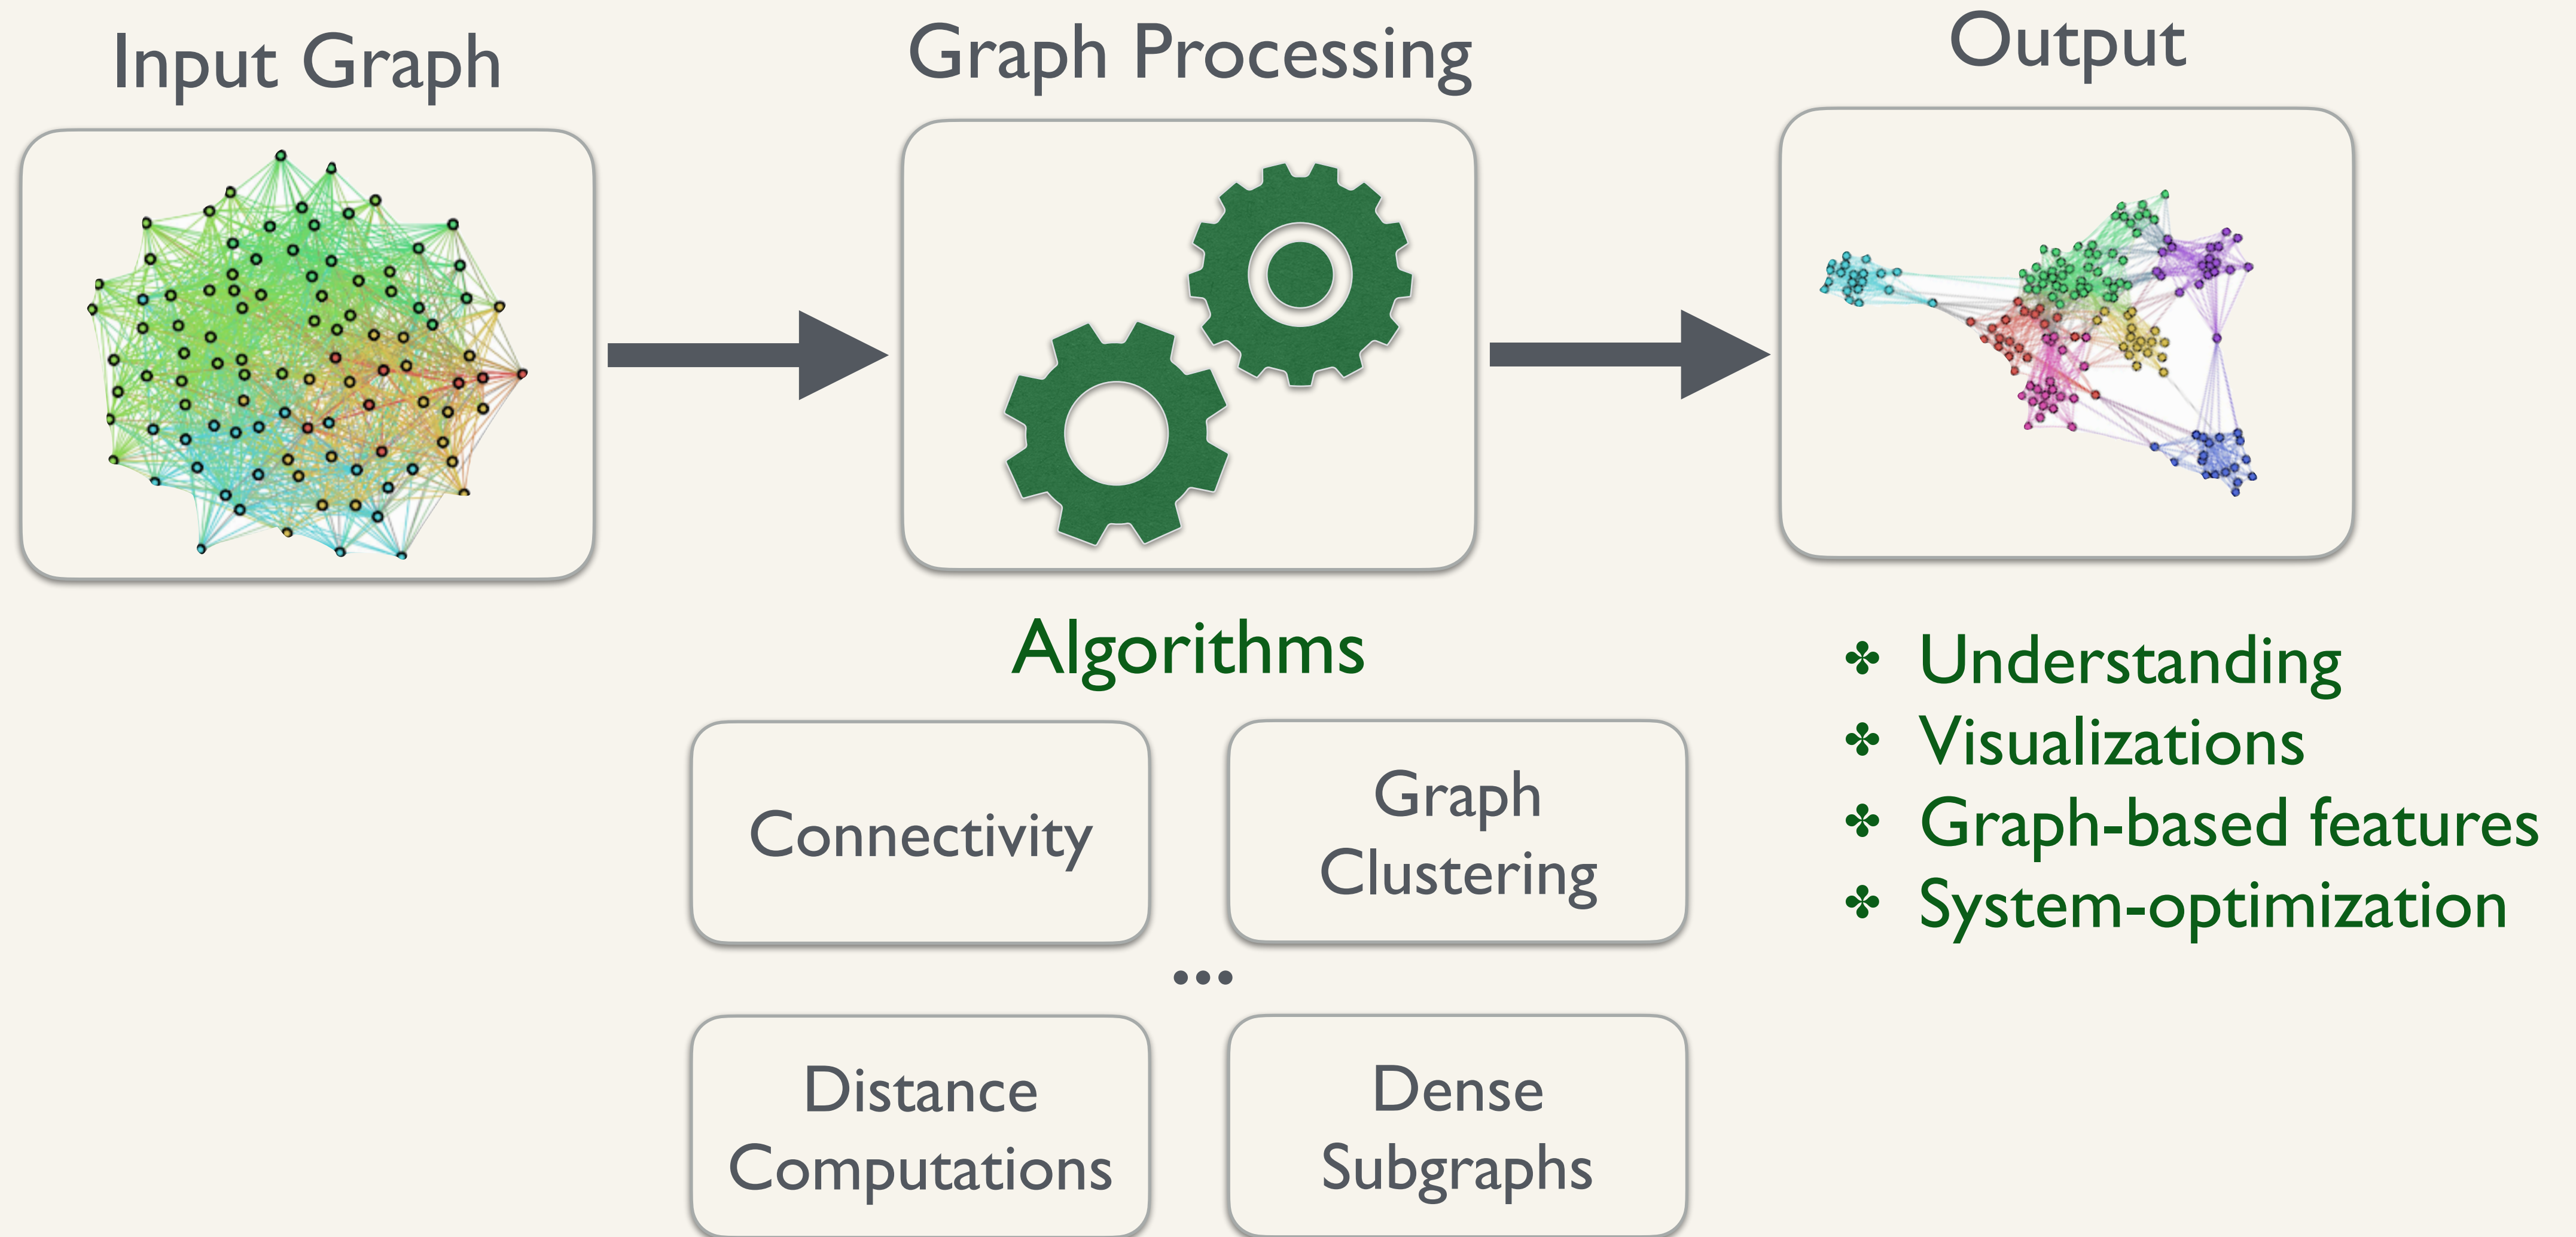 Input Graph
Graph Processing
Output
Algorithms
Connectivity
Graph
Clustering
...
Distance
Computations
Dense
Subgraphs
✤ Understanding
✤ Visualizations
✤ Graph-based features
✤ System-optimization